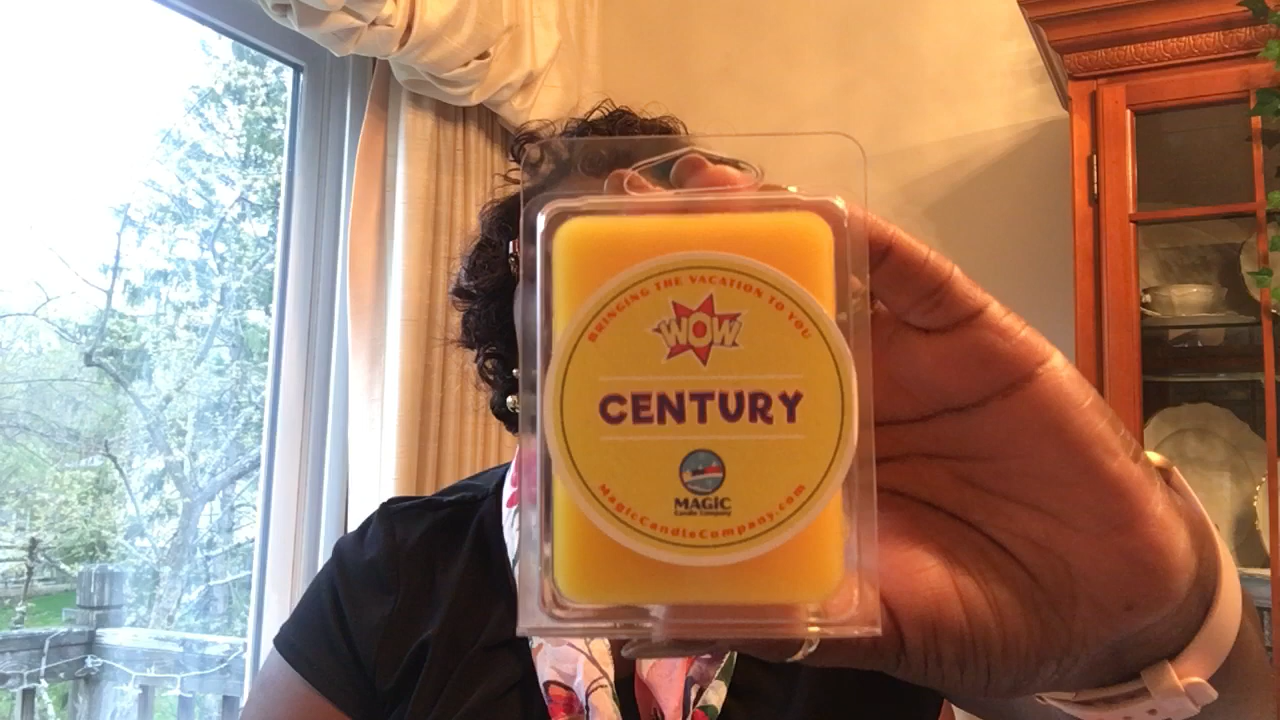 BRINGING THE VACATION TO YOU
WOW
CENTURY
MAGIC
Candle Company
MagicCandleCompany.com